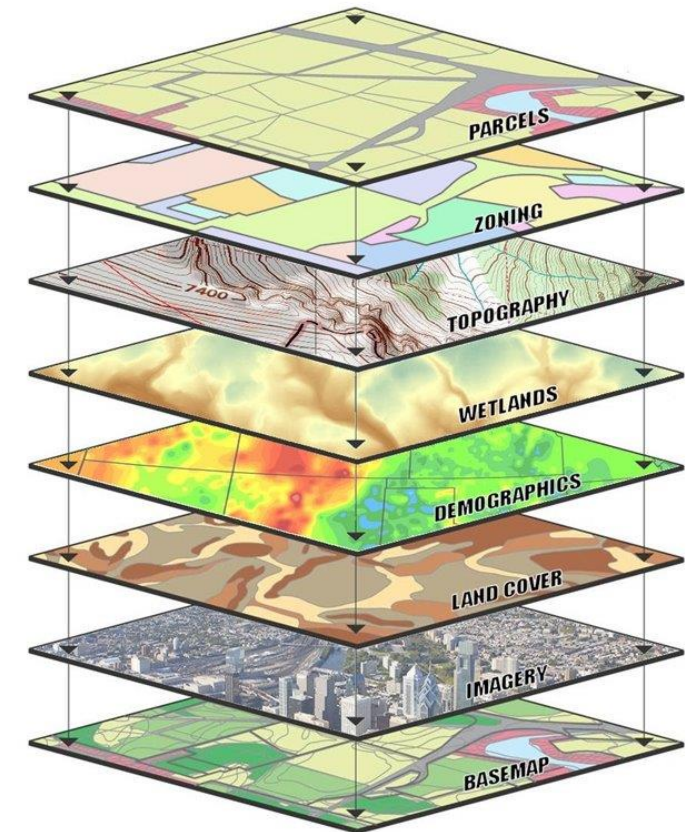 PARCELS
ZONING
7400
TOPOGRAPHY
WETLANDS
DEMOGRAPHICS
LAND COVER
IMAGERY
BASEMAP